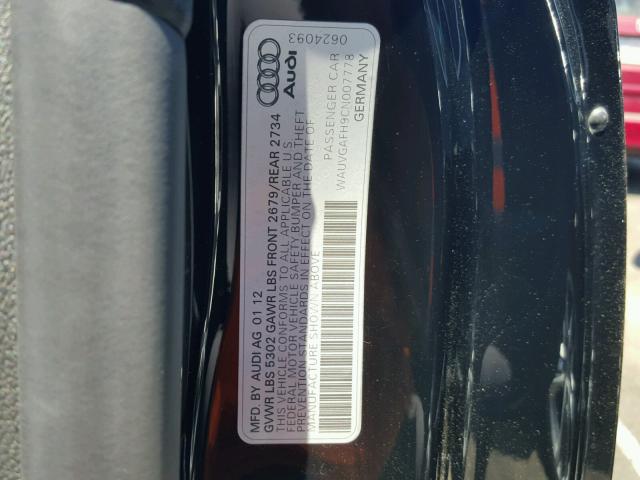 MFD. BY AUDI AG 01 12
GVWR LBS 5302 GAWR LBS FRONT 2679/REAR 2734
THIS VEHICLE CONFORMS TO ALL APPLICABLE U S
FEDERAL MOTOR VEHICLE SAFETY BUMPER AND THEFT
PREVENTION STANDARDS IN EFFECT ON THE DATE OF
MANUFACTURE SHOWN ABOVE
Audi
0624093
PASSENGER CAR
WAUVGAFH9CN007778
GERMANY